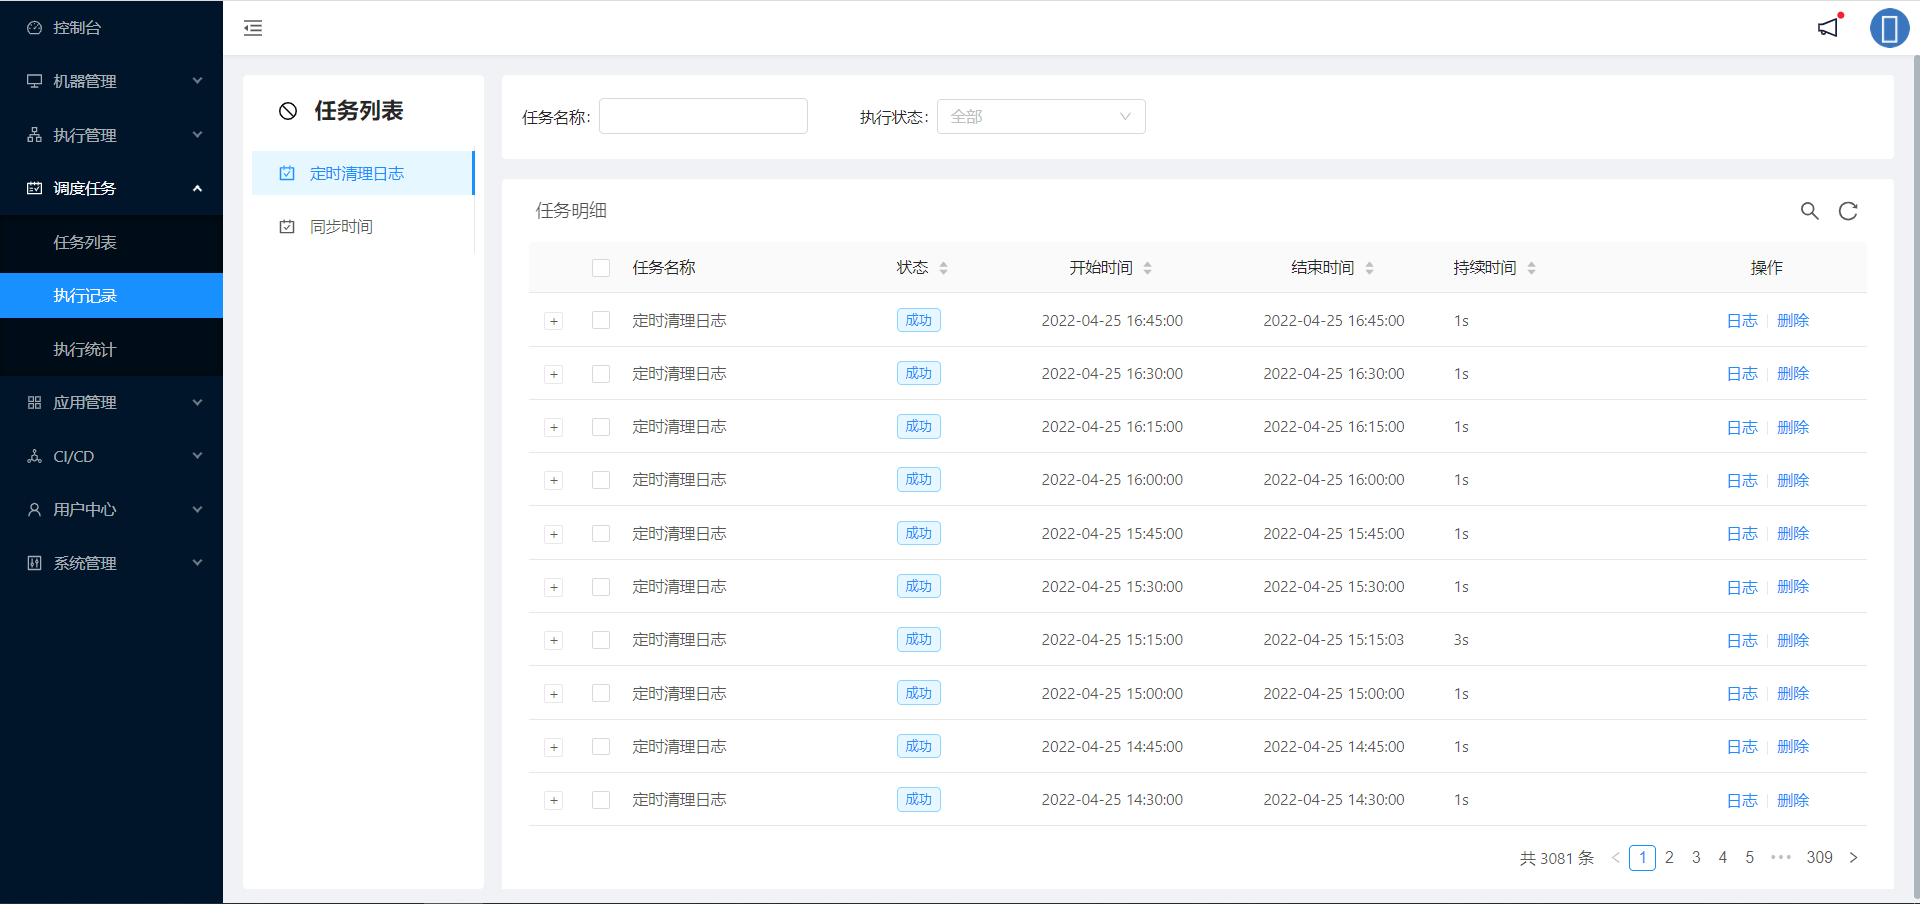 控制台
机器管理
执行管理
调度任务
任务列表
执行记录
执行统计
应用管理
CI/CD
用户中心
系统管理
任务列表
定时清理日志
同步时间
任务名称:
执行状态: 全部
任务明细
任务名称 状态 开始时间 结束时间 持续时间 操作
+ 定时清理日志 成功 2022-04-25 16:45:00 2022-04-25 16:45:00 1s 日志 删除
+ 定时清理日志 成功 2022-04-25 16:30:00 2022-04-25 16:30:00 1s 日志 删除
+ 定时清理日志 成功 2022-04-25 16:15:00 2022-04-25 16:15:00 1s 日志 删除
+ 定时清理日志 成功 2022-04-25 16:00:00 2022-04-25 16:00:00 1s 日志 删除
+ 定时清理日志 成功 2022-04-25 15:45:00 2022-04-25 15:45:00 1s 日志 删除
+ 定时清理日志 成功 2022-04-25 15:30:00 2022-04-25 15:30:00 1s 日志 删除
+ 定时清理日志 成功 2022-04-25 15:15:00 2022-04-25 15:15:03 3s 日志 删除
+ 定时清理日志 成功 2022-04-25 15:00:00 2022-04-25 15:00:00 1s 日志 删除
+ 定时清理日志 成功 2022-04-25 14:45:00 2022-04-25 14:45:00 1s 日志 删除
+ 定时清理日志 成功 2022-04-25 14:30:00 2022-04-25 14:30:00 1s 日志 删除
共 3081 条 < 1 2 3 4 5 ••• 309 >